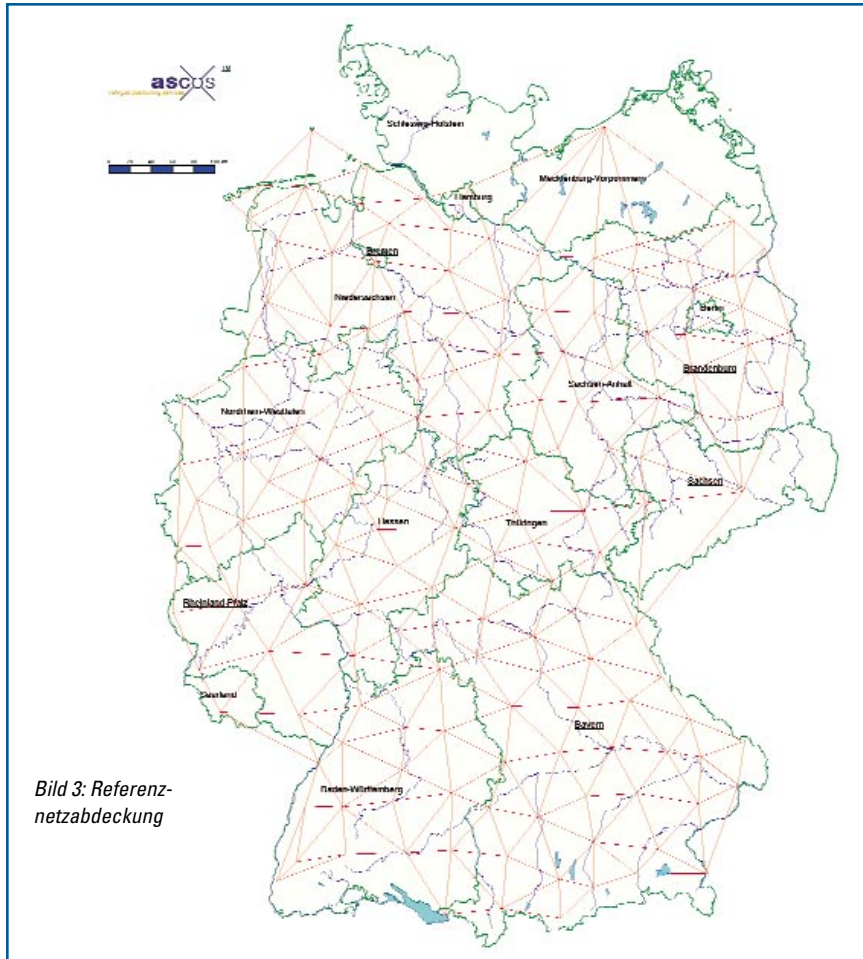 TM
ascos
Schleswig-Holstein
Mecklenburg-Vorpommern
Hamburg
Bremen
Niedersachsen
Berlin
Brandenburg
Sachsen-Anhalt
Nordrhein-Westfalen
Sachsen
Hessen
Thüringen
Rheinland-Pfalz
Saarland
Bayern
Baden-Württemberg
Bild 3: Referenz-
netzabdeckung